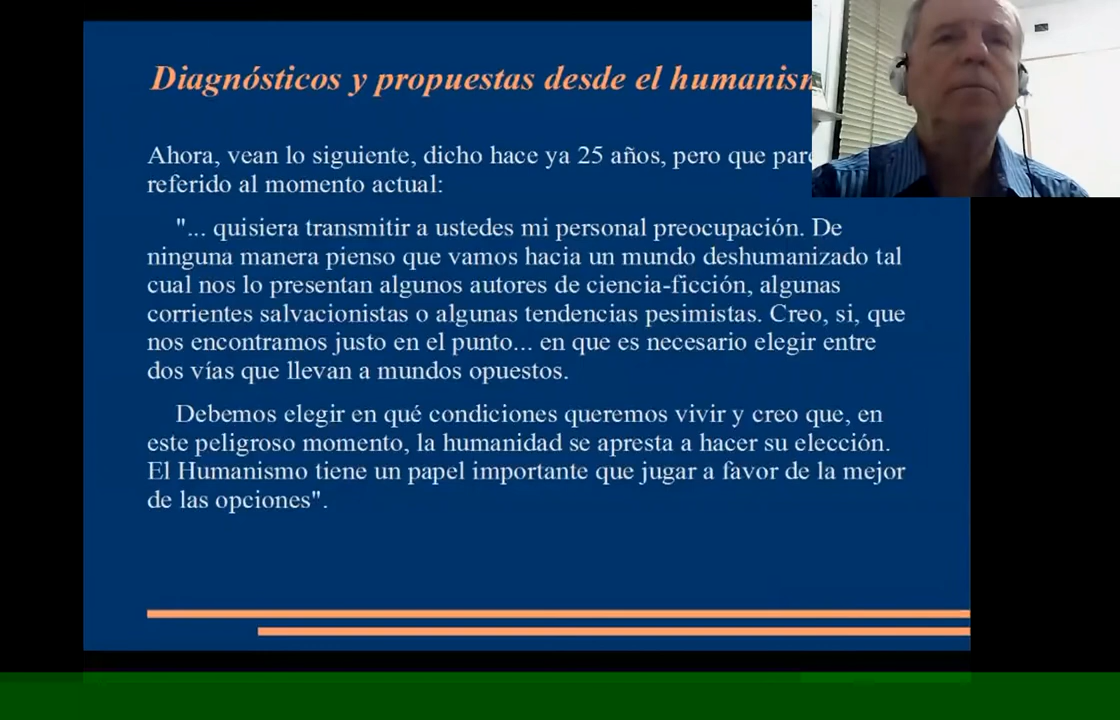 Diagnósticos y propuestas desde el
Ahora, vean lo siguiente, dicho hace ya 25 años, pero que
referido al momento actual:
"... quisiera transmitir a ustedes mi personal preocupación. De
ninguna manera pienso que vamos hacia un mundo deshumanizado tal
cual nos lo presentan algunos autores de ciencia-ficción, algunas
corrientes salvacionistas o algunas tendencias pesimistas. Creo, si, que
nos encontramos justo en el punto... en que es necesario elegir entre
dos vías que llevan a mundos opuestos.
Debemos elegir en qué condiciones queremos vivir y creo que, en
este peligroso momento, la humanidad se apresta a hacer su elección.
El Humanismo tiene un papel importante que jugar a favor de la mejor
de las opciones".